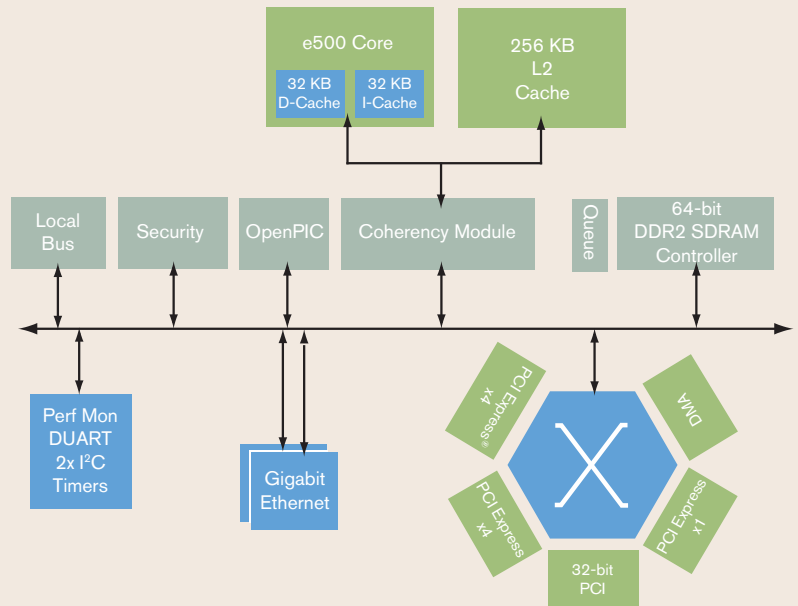 e500 Core
32 KB
D-Cache
32 KB
I-Cache
256 KB
L2
Cache
Local
Bus
Security
OpenPIC
Coherency Module
Queue
64-bit
DDR2 SDRAM
Controller
Perf Mon
DUART
2x I²C
Timers
Gigabit
Ethernet
PCI Express®
x4
DMA
PCI Express
x4
PCI Express
x1
32-bit
PCI